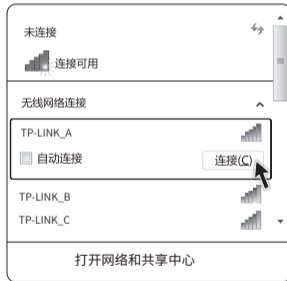 未连接
连接可用
无线网络连接
TP-LINK_A
自动连接
连接(C)
TP-LINK_B
TP-LINK_C
打开网络和共享中心